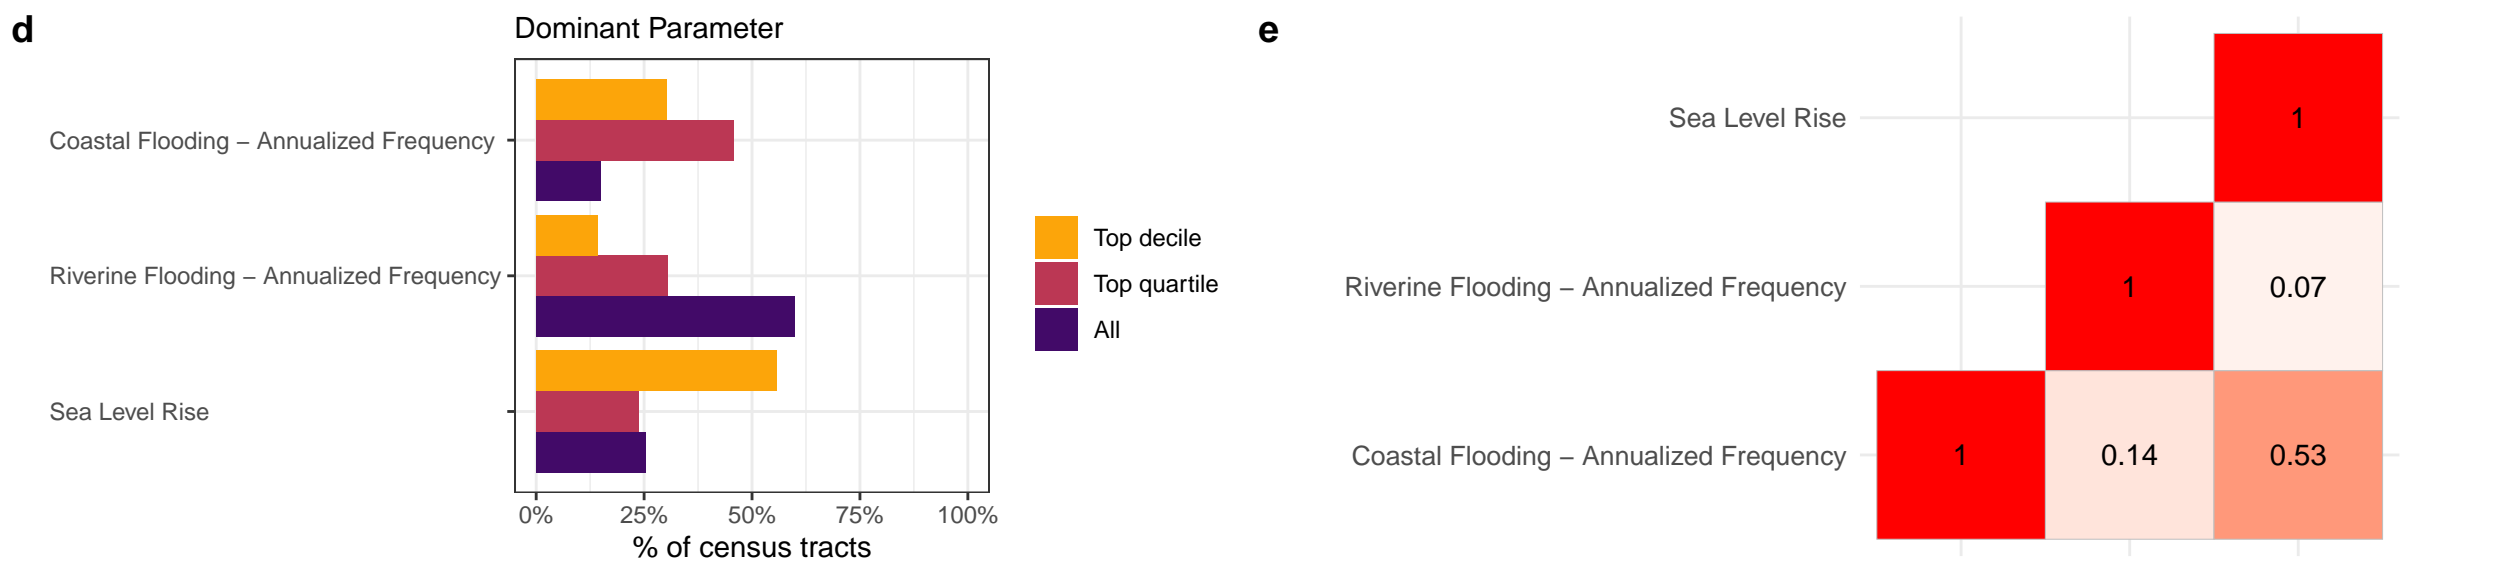 d
Dominant Parameter
Coastal Flooding – Annualized Frequency
Riverine Flooding – Annualized Frequency
Sea Level Rise
0% 25% 50% 75% 100%
% of census tracts
Top decile
Top quartile
All
e
Sea Level Rise
1
Riverine Flooding – Annualized Frequency
1 0.07
Coastal Flooding – Annualized Frequency
1 0.14 0.53